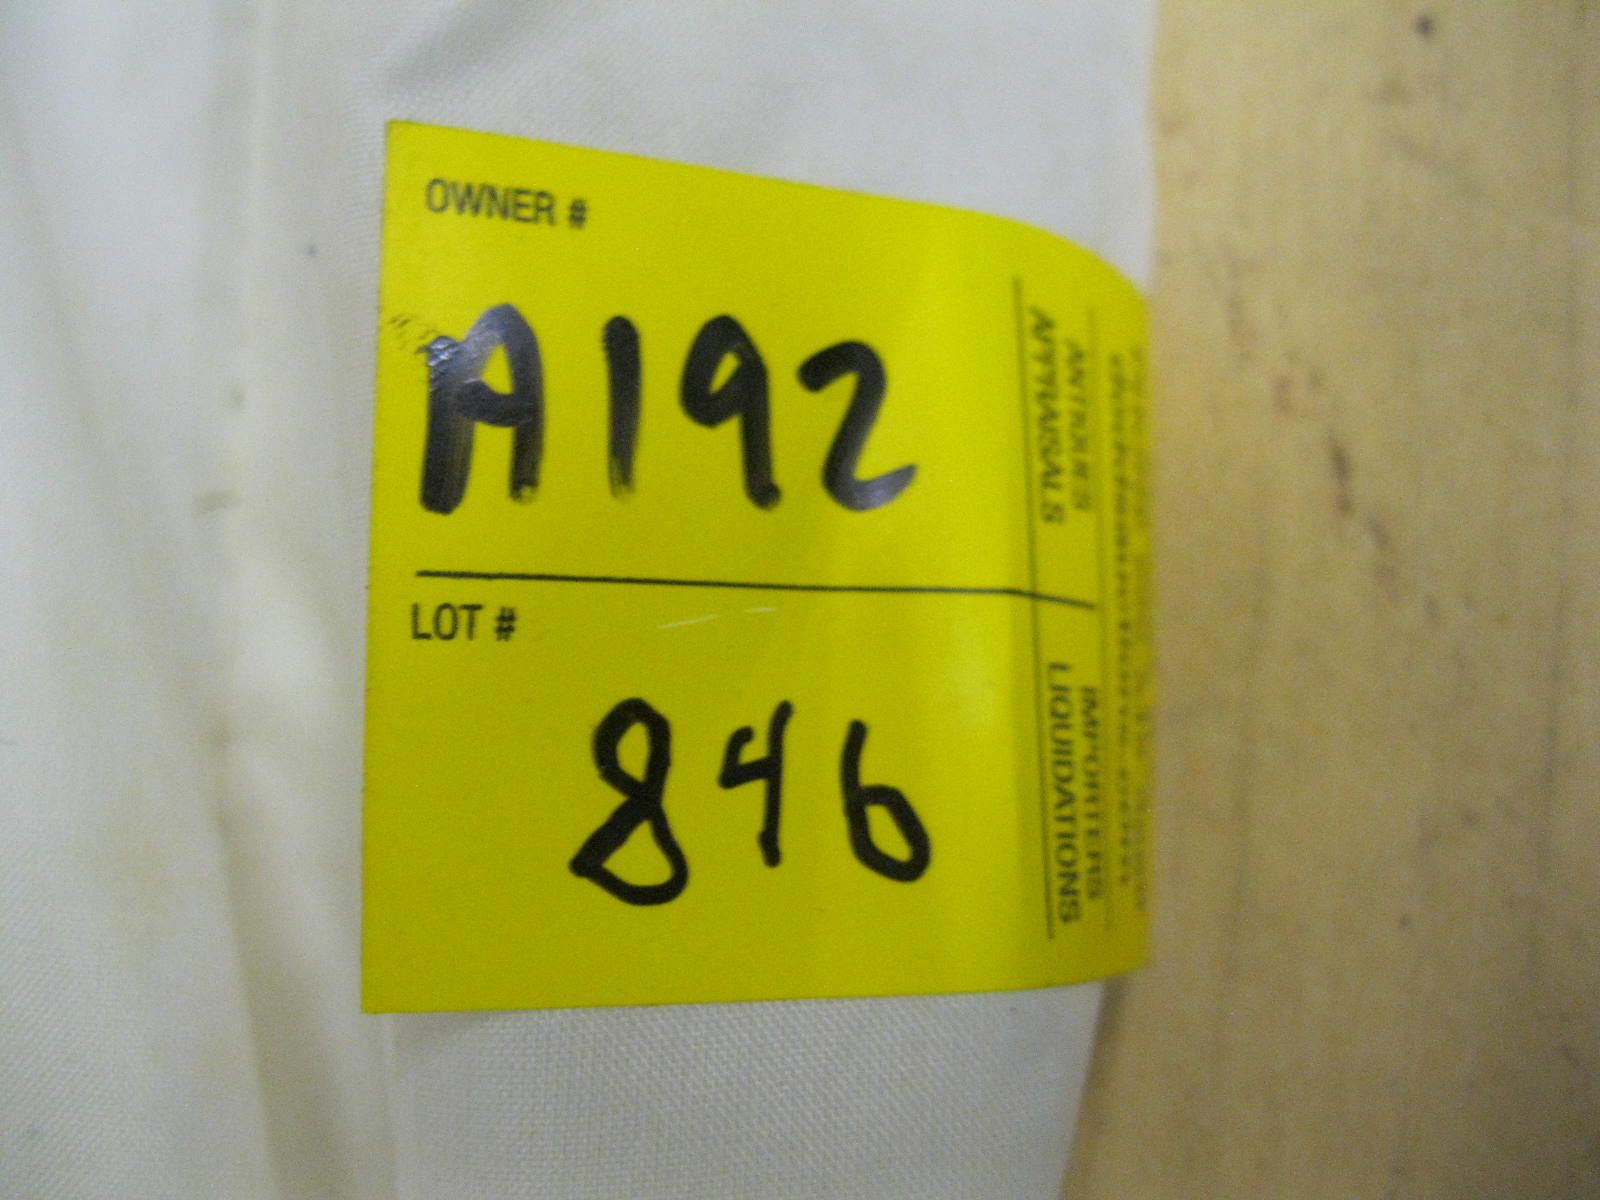 OWNER #
A192
LOT #
846
ANTIQUES
APPRAISALS
IMPORTERS
LIQUIDATIONS